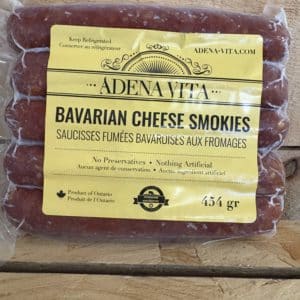 Keep Refrigerated
Conserver au réfrigérateur
ADENA-VITA.COM
ADENA VITA
BAVARIAN CHEESE SMOKIES
SAUCISSES FUMÉES BAVAROISES AUX FROMAGES
No Preservatives • Nothing Artificial
Aucun agent de conservation • Aucun ingrédient artificiel
Product of Ontario
Produit de l'Ontario
454 gr